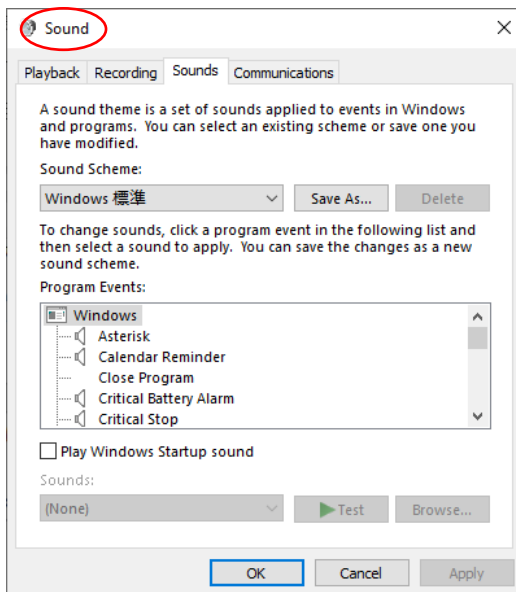 Sound
Playback Recording Sounds Communications
A sound theme is a set of sounds applied to events in Windows
and programs. You can select an existing scheme or save one you
have modified.
Sound Scheme:
Windows 標準 Save As... Delete
To change sounds, click a program event in the following list and
then select a sound to apply. You can save the changes as a new
sound scheme.
Program Events:
Windows
Asterisk
Calendar Reminder
Close Program
Critical Battery Alarm
Critical Stop
Play Windows Startup sound
Sounds:
(None) Test Browse...
OK Cancel Apply